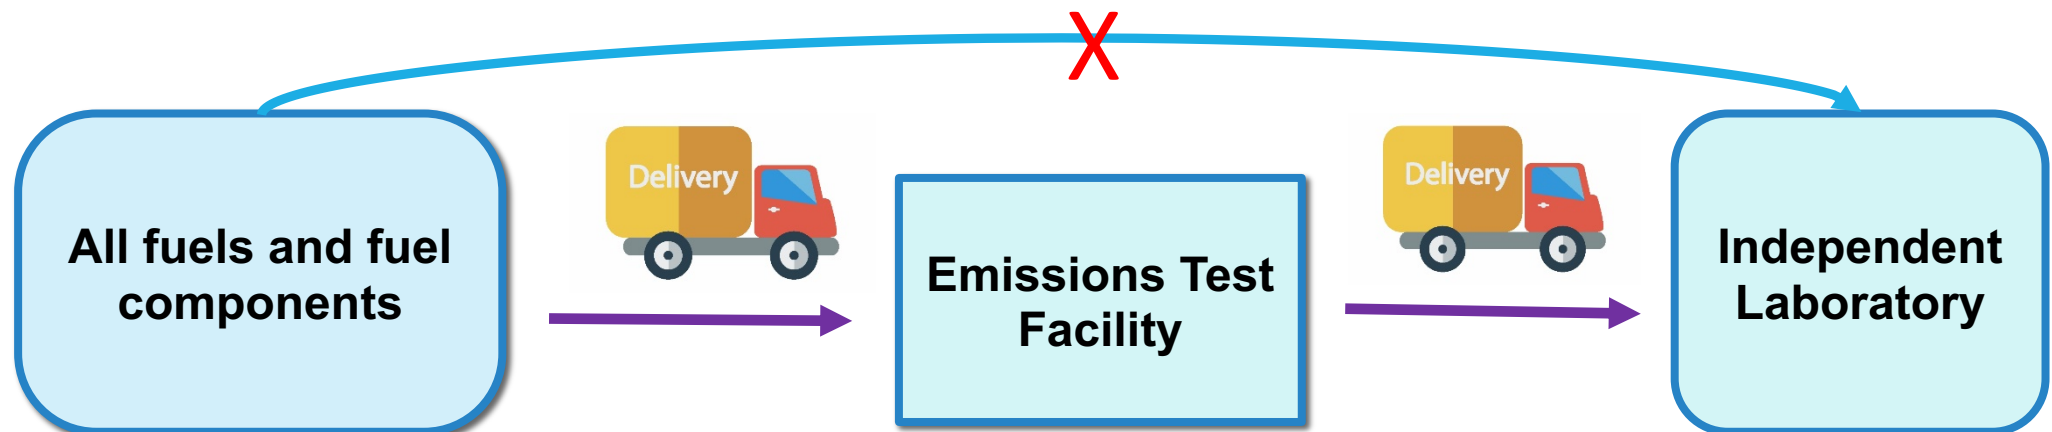 X
Delivery
Delivery
All fuels and fuel
components
Emissions Test
Facility
Independent
Laboratory